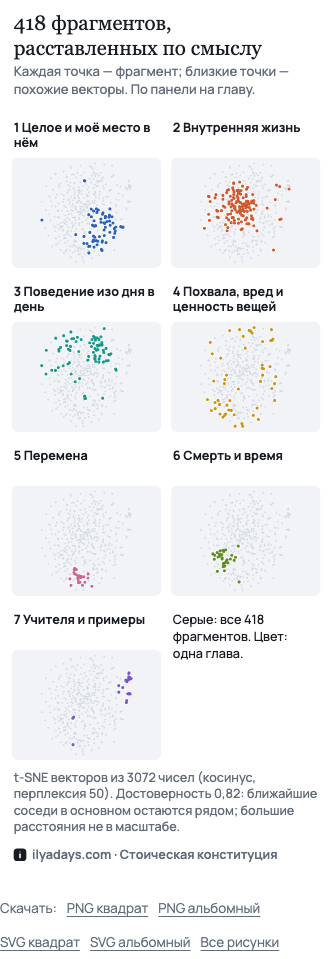 418 фрагментов,
расставленных по смыслу
Каждая точка — фрагмент; близкие точки —
похожие векторы. По панели на главу.
1 Целое и моё место в
нём
2 Внутренняя жизнь
3 Поведение изо дня в
день
4 Похвала, вред и
ценность вещей
5 Перемена
6 Смерть и время
7 Учителя и примеры
Серые: все 418
фрагментов. Цвет:
одна глава.
t-SNE векторов из 3072 чисел (косинус,
перплексия 50). Достоверность 0,82: ближайшие
соседи в основном остаются рядом; большие
расстояния не в масштабе.
ilyadays.com · Стоическая конституция
Скачать: PNG квадрат PNG альбомный
SVG квадрат SVG альбомный Все рисунки